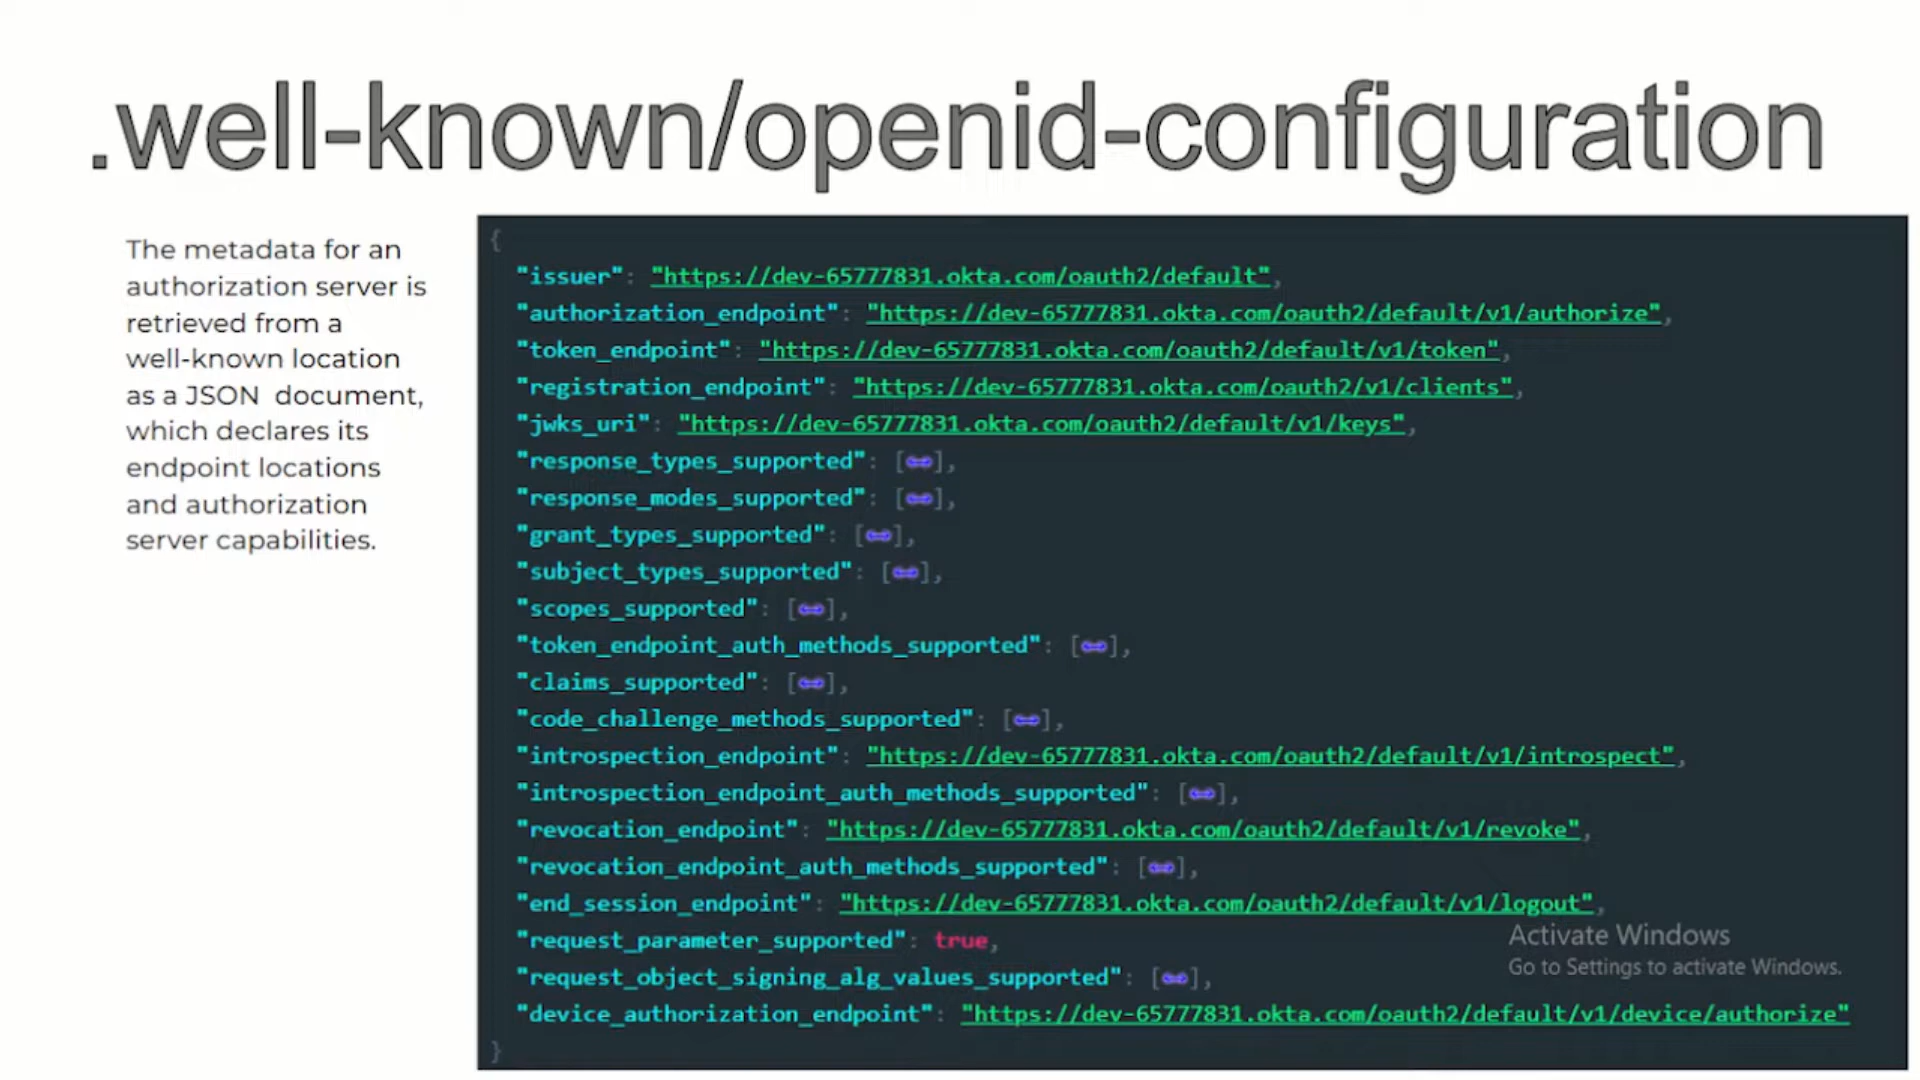 .well-known/openid-configuration
The metadata for an
authorization server is
retrieved from a
well-known location
as a JSON  document,
which declares its
endpoint locations
and authorization
server capabilities.
{
"issuer": "https://dev-65777831.okta.com/oauth2/default",
"authorization_endpoint": "https://dev-65777831.okta.com/oauth2/default/v1/authorize",
"token_endpoint": "https://dev-65777831.okta.com/oauth2/default/v1/token",
"registration_endpoint": "https://dev-65777831.okta.com/oauth2/v1/clients",
"jwks_uri": "https://dev-65777831.okta.com/oauth2/default/v1/keys",
"response_types_supported": [↔],
"response_modes_supported": [↔],
"grant_types_supported": [↔],
"subject_types_supported": [↔],
"scopes_supported": [↔],
"token_endpoint_auth_methods_supported": [↔],
"claims_supported": [↔],
"code_challenge_methods_supported": [↔],
"introspection_endpoint": "https://dev-65777831.okta.com/oauth2/default/v1/introspect",
"introspection_endpoint_auth_methods_supported": [↔],
"revocation_endpoint": "https://dev-65777831.okta.com/oauth2/default/v1/revoke",
"revocation_endpoint_auth_methods_supported": [↔],
"end_session_endpoint": "https://dev-65777831.okta.com/oauth2/default/v1/logout",
"request_parameter_supported": true,
"request_object_signing_alg_values_supported": [↔],
"device_authorization_endpoint": "https://dev-65777831.okta.com/oauth2/default/v1/device/authorize"
}
Activate Windows
Go to Settings to activate Windows.